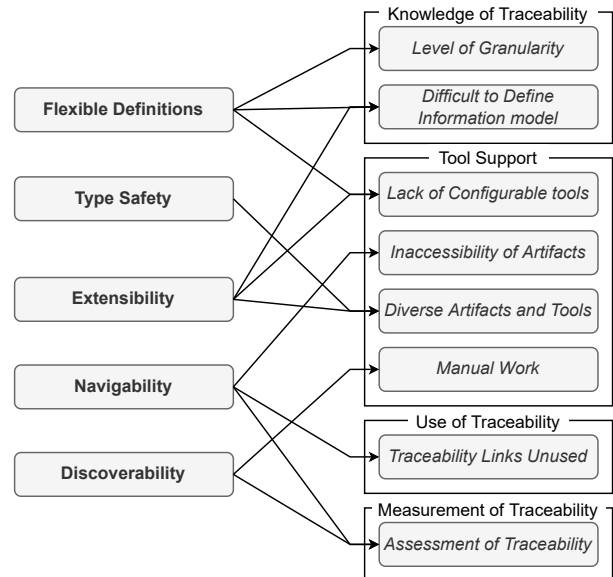 Flexible Definitions
Type Safety
Extensibility
Navigability
Discoverability
Knowledge of Traceability
Level of Granularity
Difficult to Define
Information model
Tool Support
Lack of Configurable tools
Inaccessibility of Artifacts
Diverse Artifacts and Tools
Manual Work
Use of Traceability
Traceability Links Unused
Measurement of Traceability
Assessment of Traceability